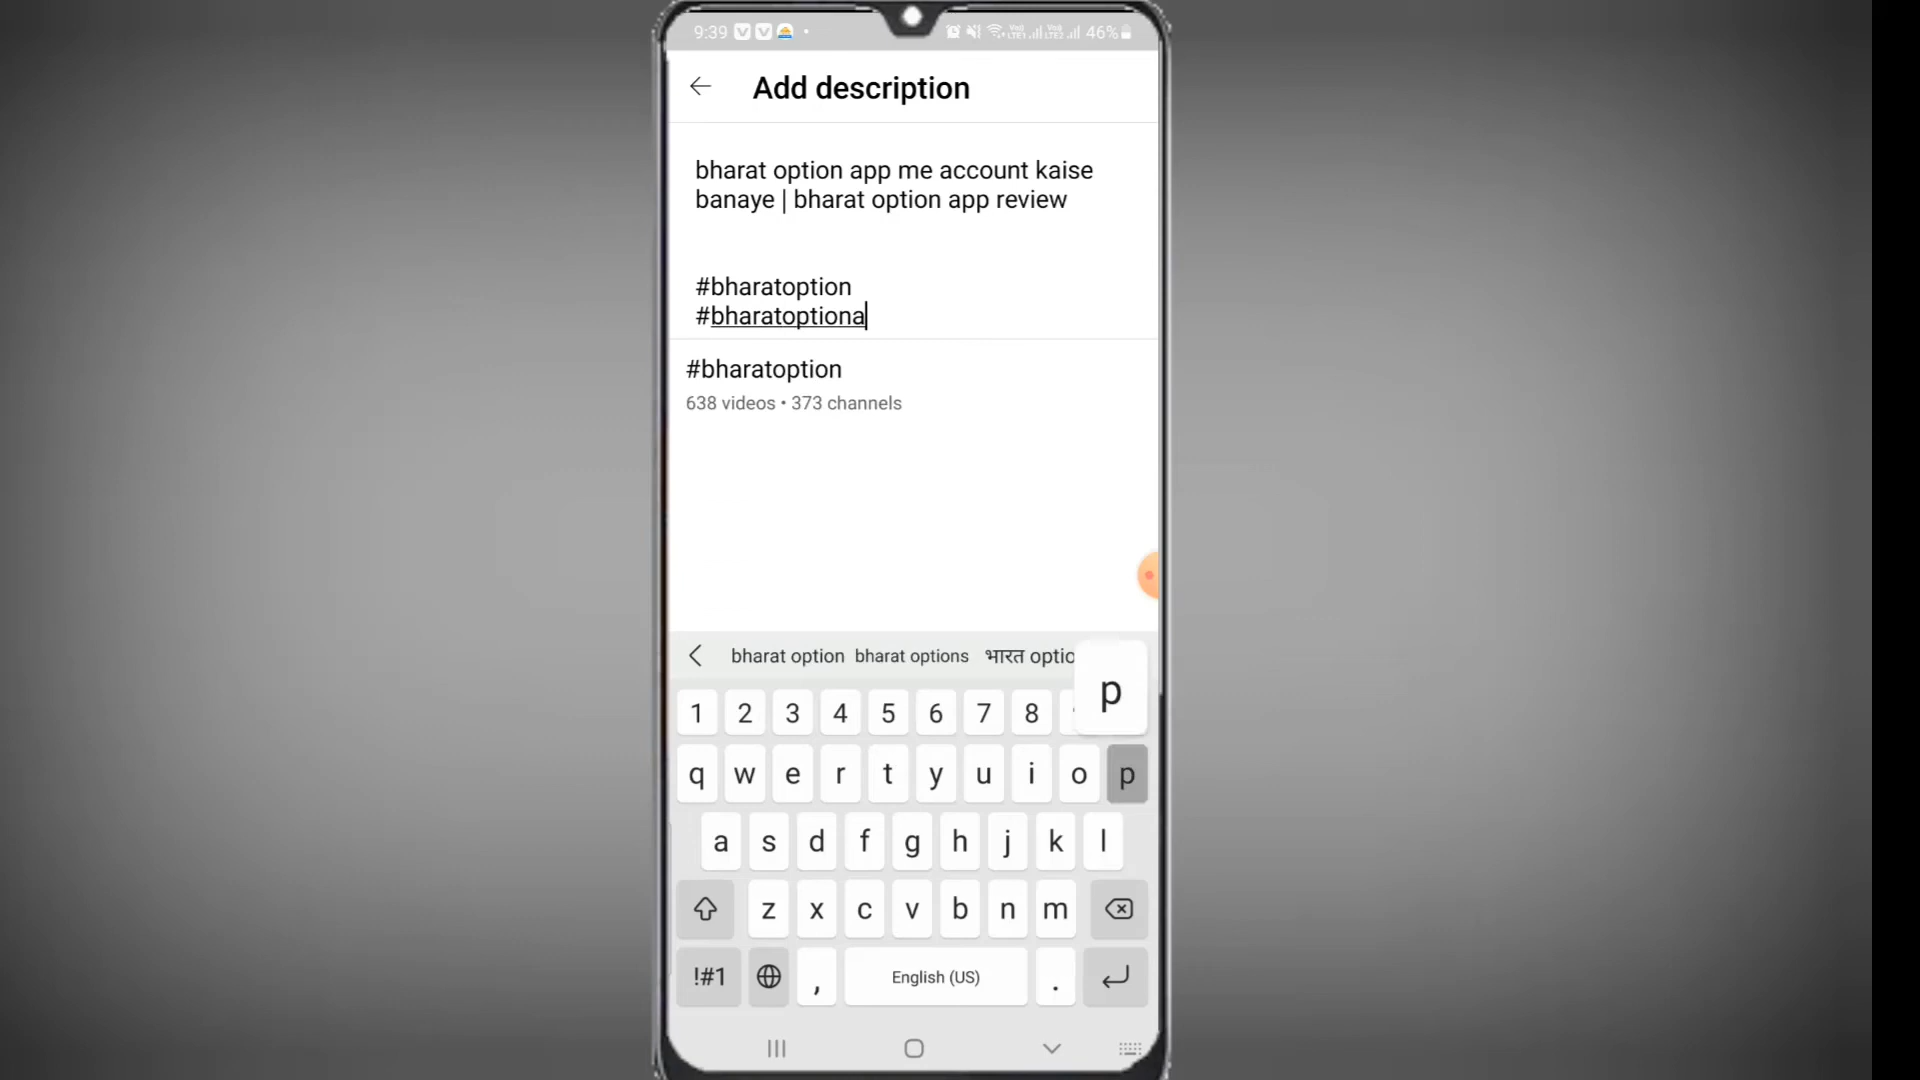 9:39
46%
Add description
bharat option app me account kaise
banaye | bharat option app review
#bharatoption
#bharatoptiona
#bharatoption
638 videos • 373 channels
bharat option bharat options भारत optio
p
1 2 3 4 5 6 7 8
q w e r t y u i o p
a s d f g h j k l
z x c v b n m
!#1 , English (US) .